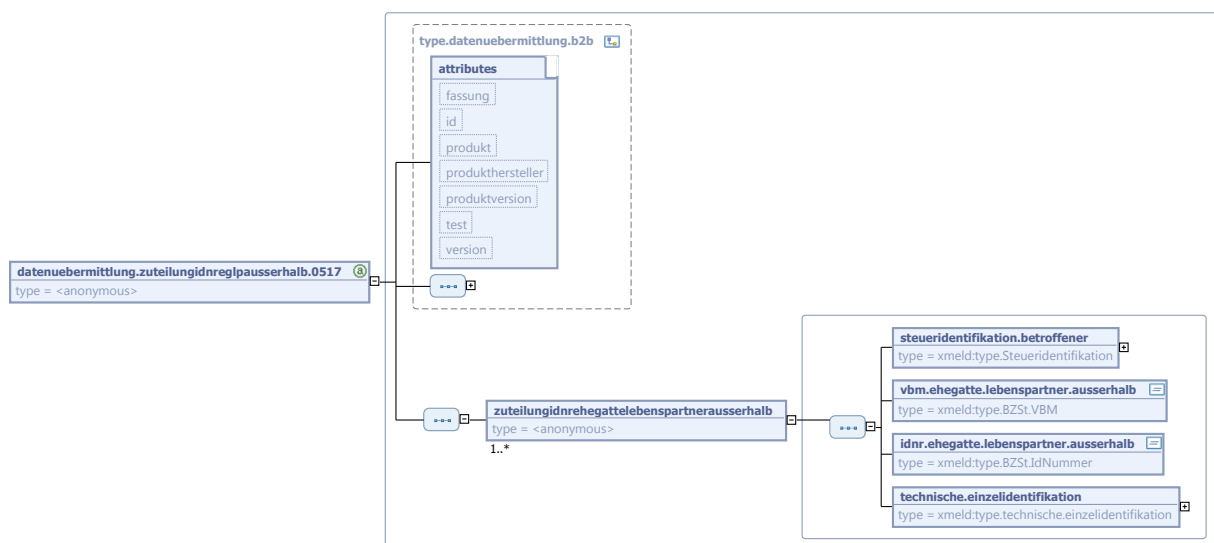 type.datenuebermittlung.b2b
attributes
fassung
id
produkt
produkthersteller
produktversion
test
version
datenuebermittlung.zuteilungidnreglpausserhalb.0517
type = <anonymous>
zuteilungidnrehegattelebenspartnerausserhalb
type = <anonymous>
1..*
steueridentifikation.betroffener
type = xmeld:type.Steueridentifikation
vbm.ehegatte.lebenspartner.ausserhalb
type = xmeld:type.BZSt.VBM
idnr.ehegatte.lebenspartner.ausserhalb
type = xmeld:type.BZSt.IdNummer
technische.einzelidentifikation
type = xmeld:type.technische.einzelidentifikation